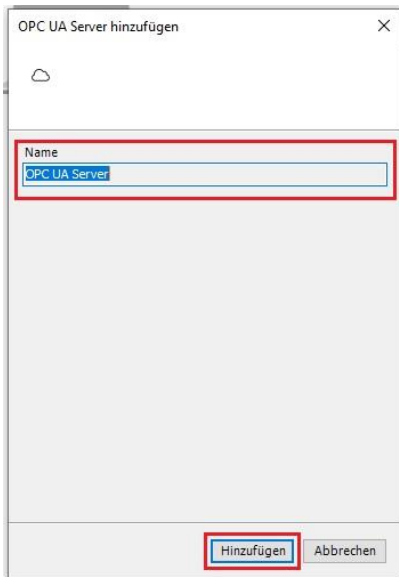 OPC UA Server hinzufügen
Name
OPC UA Server
Hinzufügen Abbrechen